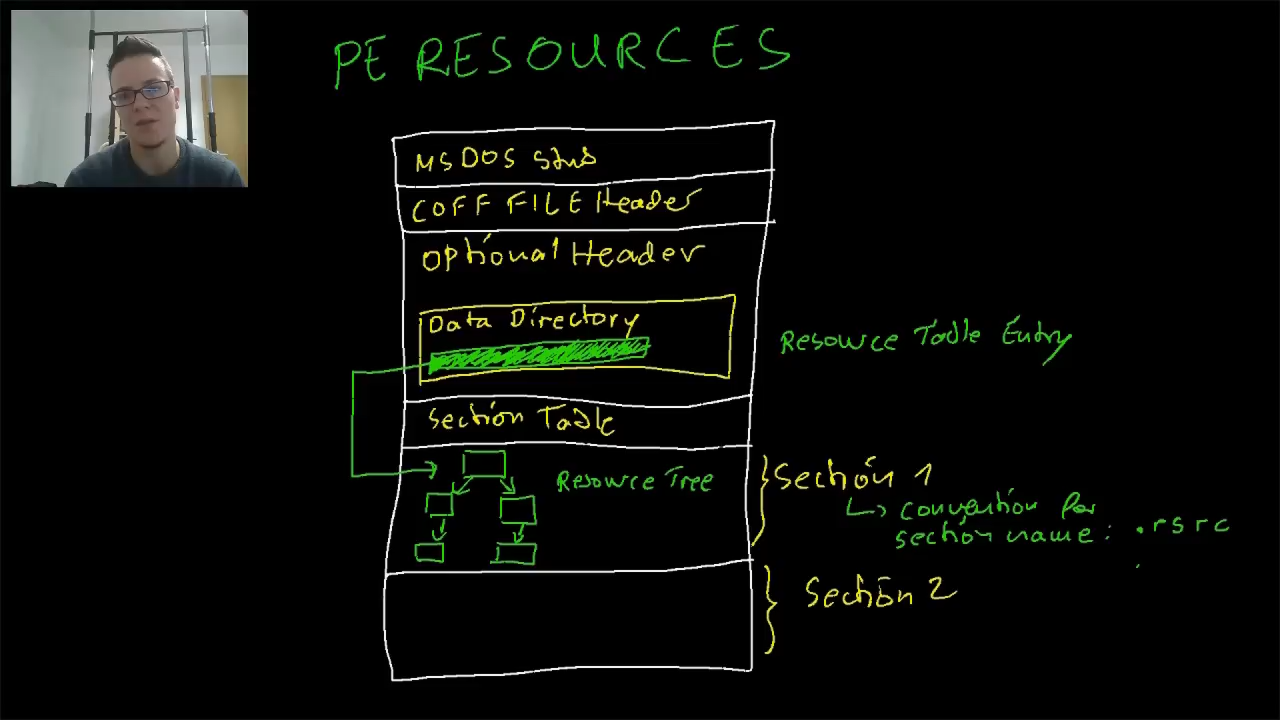 PE RESOURCES
MSDOS stub
COFF FILE Header
optional Header
Data Directory
Resource Table Entry
Section Table
Resource Tree
Section 1
convention for
section name: .rsrc
Section 2